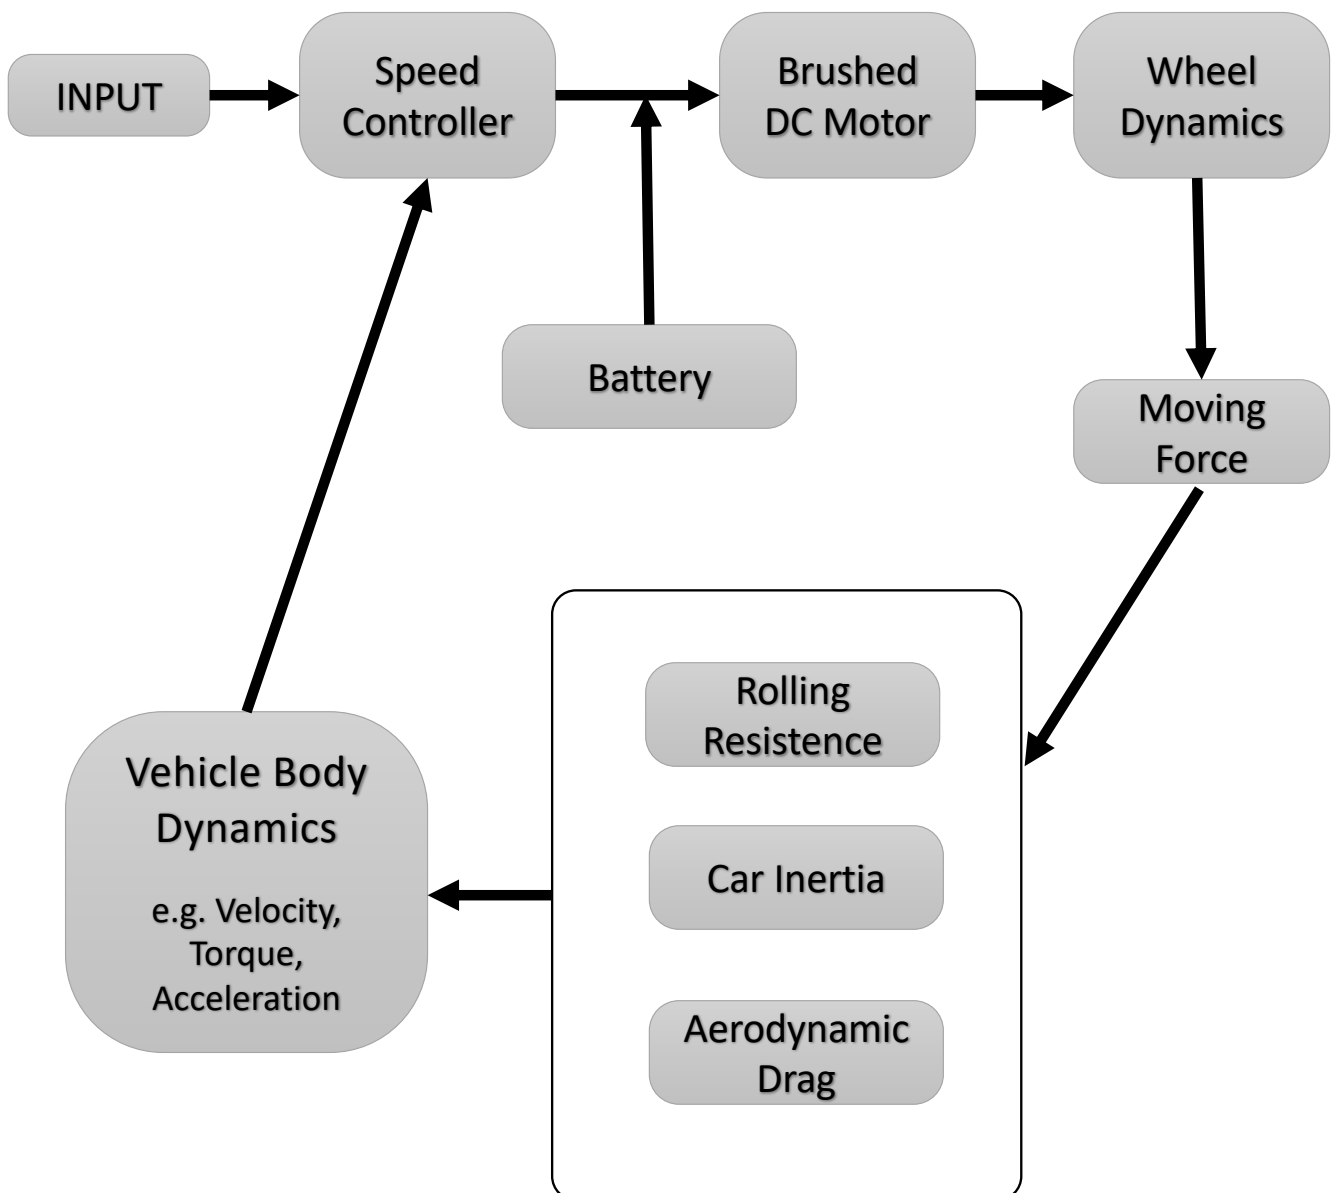 INPUT
Speed
Controller
Brushed
DC Motor
Wheel
Dynamics
Battery
Moving
Force
Rolling
Resistence
Car Inertia
Aerodynamic
Drag
Vehicle Body
Dynamics
e.g. Velocity,
Torque,
Acceleration